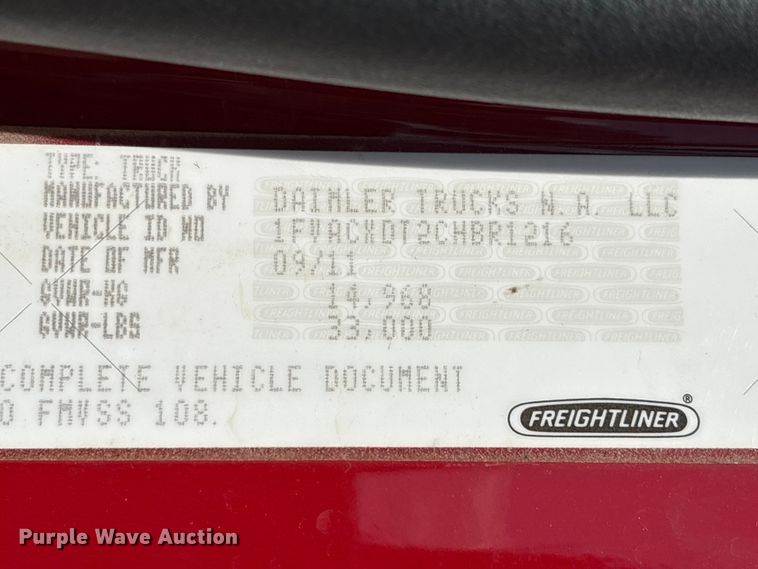 TYPE: TRUCK
MANUFACTURED BY DAIMLER TRUCKS N.A. LLC
VEHICLE ID NO 1FVACXDT2CHBR1216
DATE OF MFR 09/11
GVWR-KG 14,968
GVWR-LBS 33,000
COMPLETE VEHICLE DOCUMENT
O FMVSS 108.
FREIGHTLINER®
Purple Wave Auction